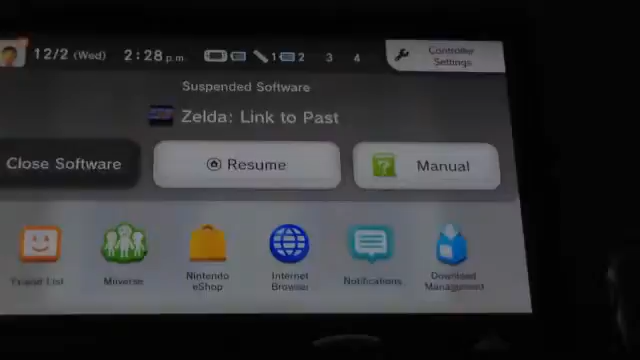 12/2 (Wed) 2:28 p.m. 1 2 3 4
Controller
Settings
Suspended Software
Zelda: Link to Past
Close Software
Resume
? Manual
Friend List
Miiverse
Nintendo
eShop
Internet
Browser
Notifications
Download
Management